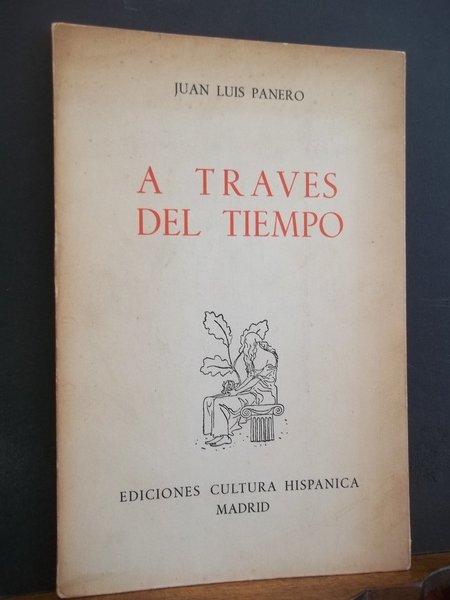 JUAN LUIS PANERO
A TRAVES
DEL TIEMPO
EDICIONES CULTURA HISPANICA
MADRID